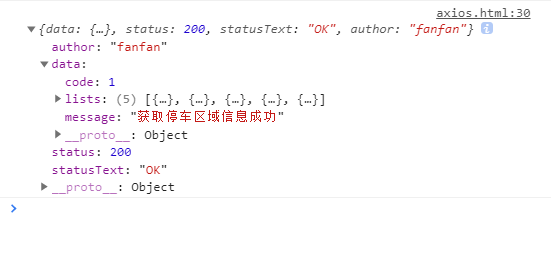 axios.html:30
▼{data: {…}, status: 200, statusText: "OK", author: "fanfan"} i
author: "fanfan"
▼data:
code: 1
▶lists: (5) [{…}, {…}, {…}, {…}, {…}]
message: "获取停车区域信息成功"
▶__proto__: Object
status: 200
statusText: "OK"
▶__proto__: Object
>